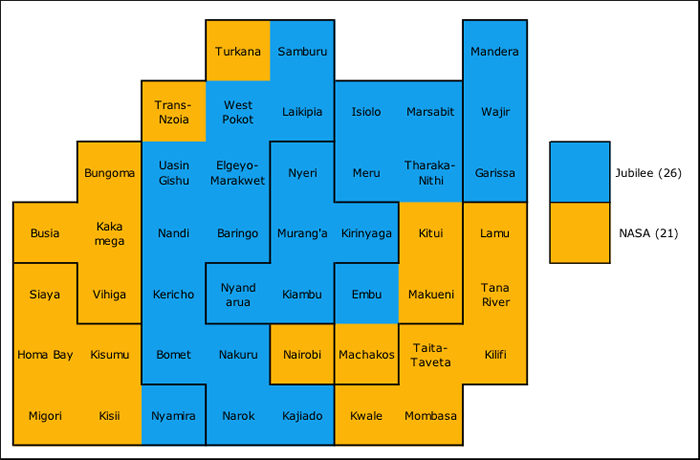 Turkana
Samburu
Mandera
Trans-
Nzoia
West
Pokot
Laikipia
Isiolo
Marsabit
Wajir
Bungoma
Uasin
Gishu
Elgeyo-
Marakwet
Nyeri
Meru
Tharaka-
Nithi
Garissa
Jubilee (26)
Busia
Kaka
mega
Nandi
Baringo
Murang'a
Kirinyaga
Kitui
Lamu
NASA (21)
Siaya
Vihiga
Kericho
Nyand
arua
Kiambu
Embu
Makueni
Tana
River
Homa Bay
Kisumu
Bomet
Nakuru
Nairobi
Machakos
Taita-
Taveta
Kilifi
Migori
Kisii
Nyamira
Narok
Kajiado
Kwale
Mombasa